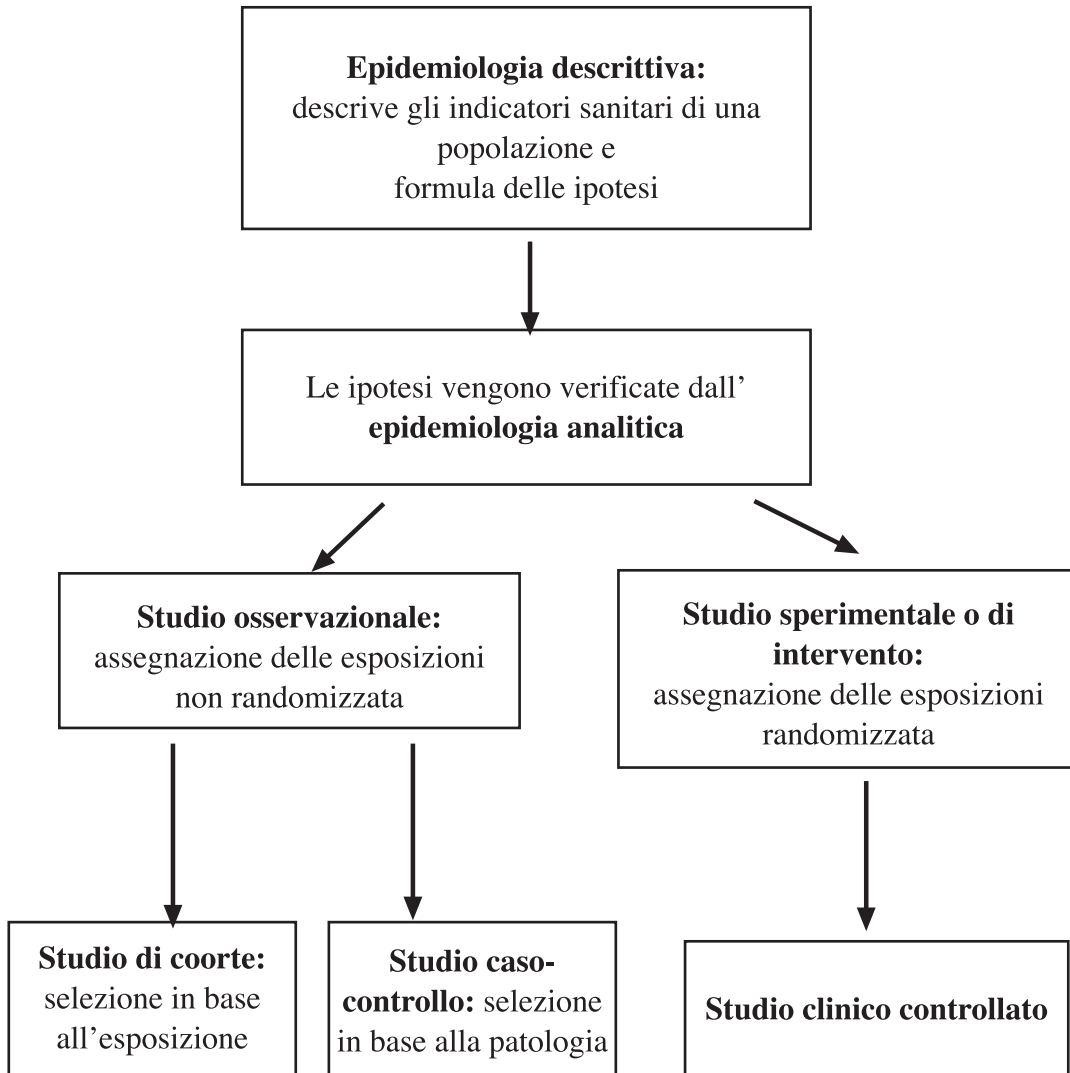 Epidemiologia descrittiva:
descrive gli indicatori sanitari di una
popolazione e
formula delle ipotesi
Le ipotesi vengono verificate dall’
epidemiologia analitica
Studio osservazionale:
assegnazione delle esposizioni
non randomizzata
Studio sperimentale o di
intervento:
assegnazione delle esposizioni
randomizzata
Studio di coorte:
selezione in base
all’esposizione
Studio caso-
controllo: selezione
in base alla patologia
Studio clinico controllato